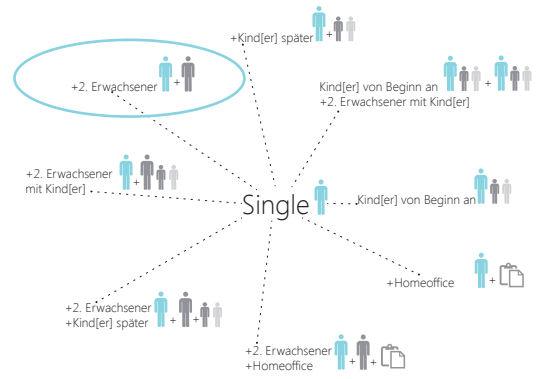 +Kind[er] später +
+2. Erwachsener +
Kind[er] von Beginn an +
+2. Erwachsener mit Kind[er]
+2. Erwachsener +
mit Kind[er]
Single
Kind[er] von Beginn an
+Homeoffice +
+2. Erwachsener
+Kind[er] später + +
+2. Erwachsener
+Homeoffice + +